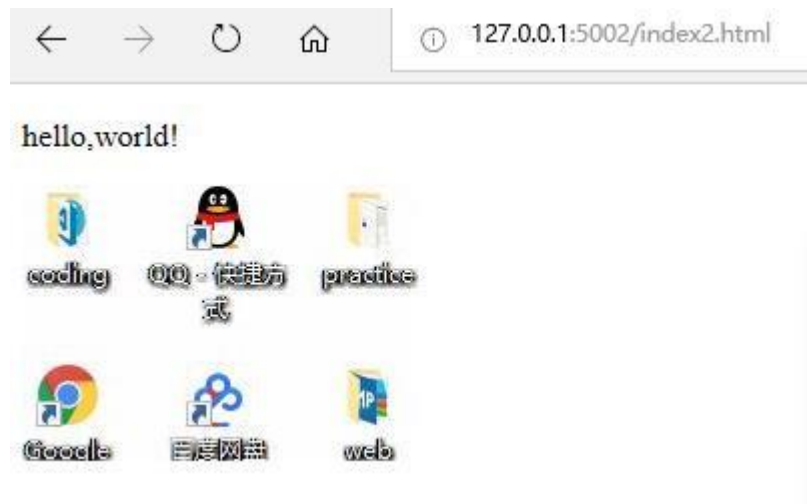 127.0.0.1:5002/index2.html
hello,world!
coding
QQ - 快捷方式
practice
Google
百度网盘
web